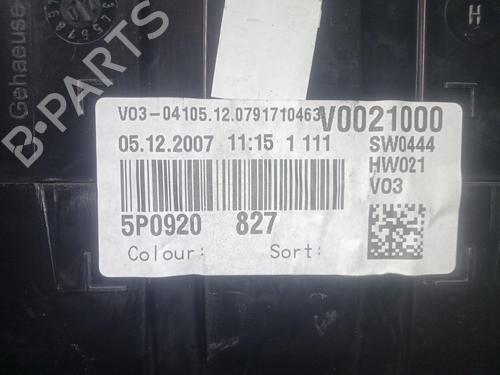 Gehaeuse
H
B-PARTS
V03-04105.12.0791710463
V0021000
05.12.2007 11:15 1 111
SW0444
HW021
V03
5P0920 827
Colour: Sort: